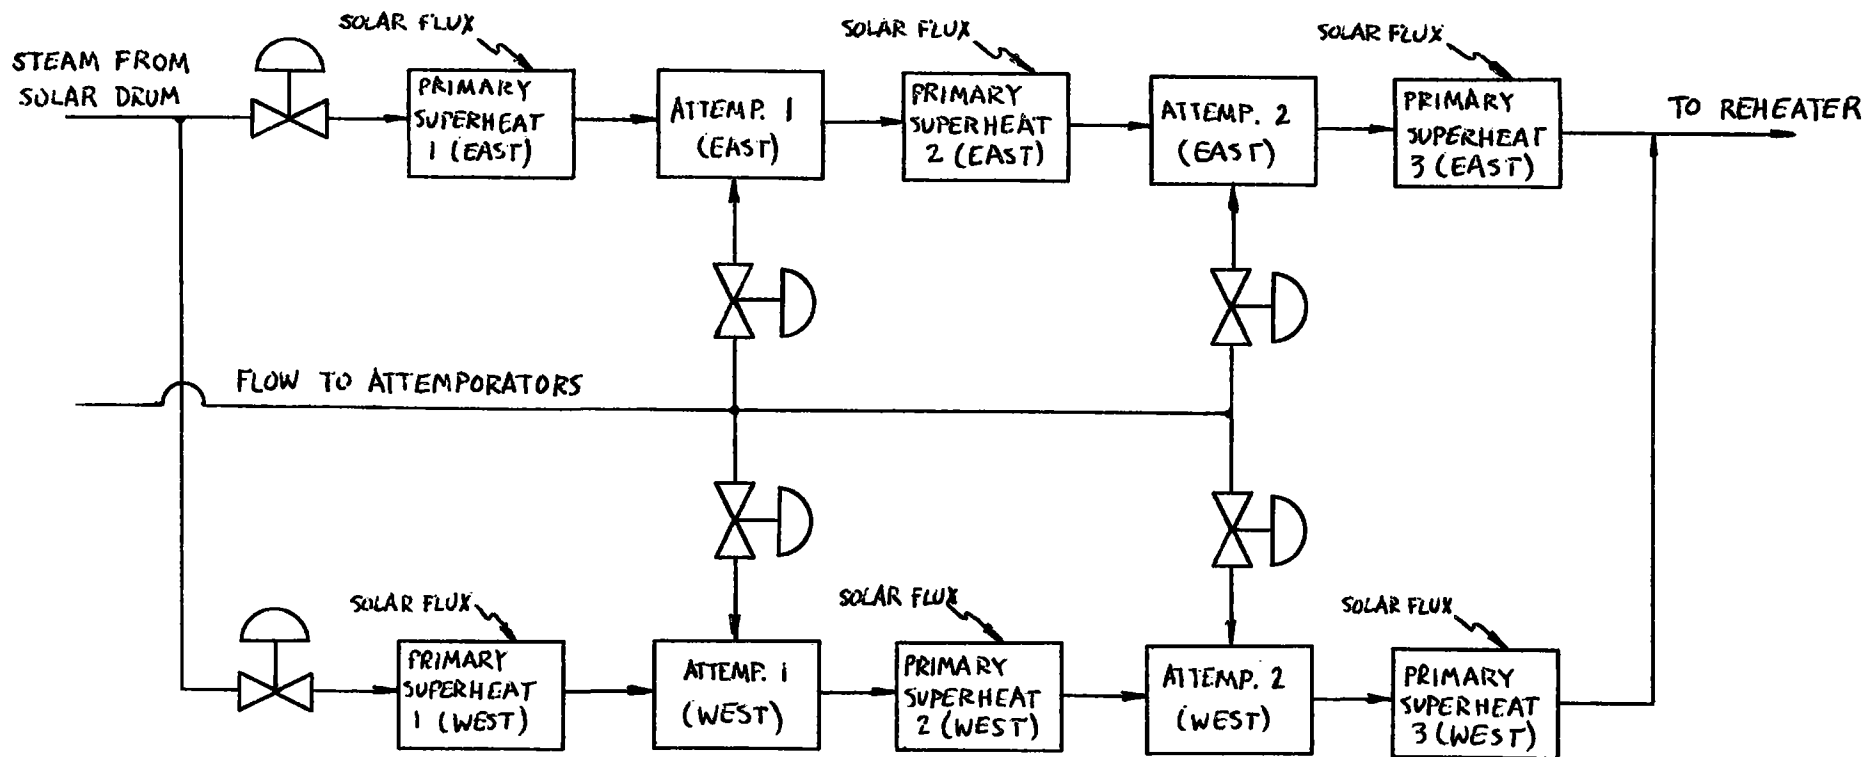 SOLAR FLUX
SOLAR FLUX
SOLAR FLUX
STEAM FROM
SOLAR DRUM
PRIMARY
SUPERHEAT
1 (EAST)
ATTEMP. 1
(EAST)
PRIMARY
SUPERHEAT
2 (EAST)
ATTEMP. 2
(EAST)
PRIMARY
SUPERHEAT
3 (EAST)
TO REHEATER
FLOW TO ATTEMPORATORS
SOLAR FLUX
SOLAR FLUX
SOLAR FLUX
PRIMARY
SUPERHEAT
1 (WEST)
ATTEMP. 1
(WEST)
PRIMARY
SUPERHEAT
2 (WEST)
ATTEMP. 2
(WEST)
PRIMARY
SUPERHEAT
3 (WEST)